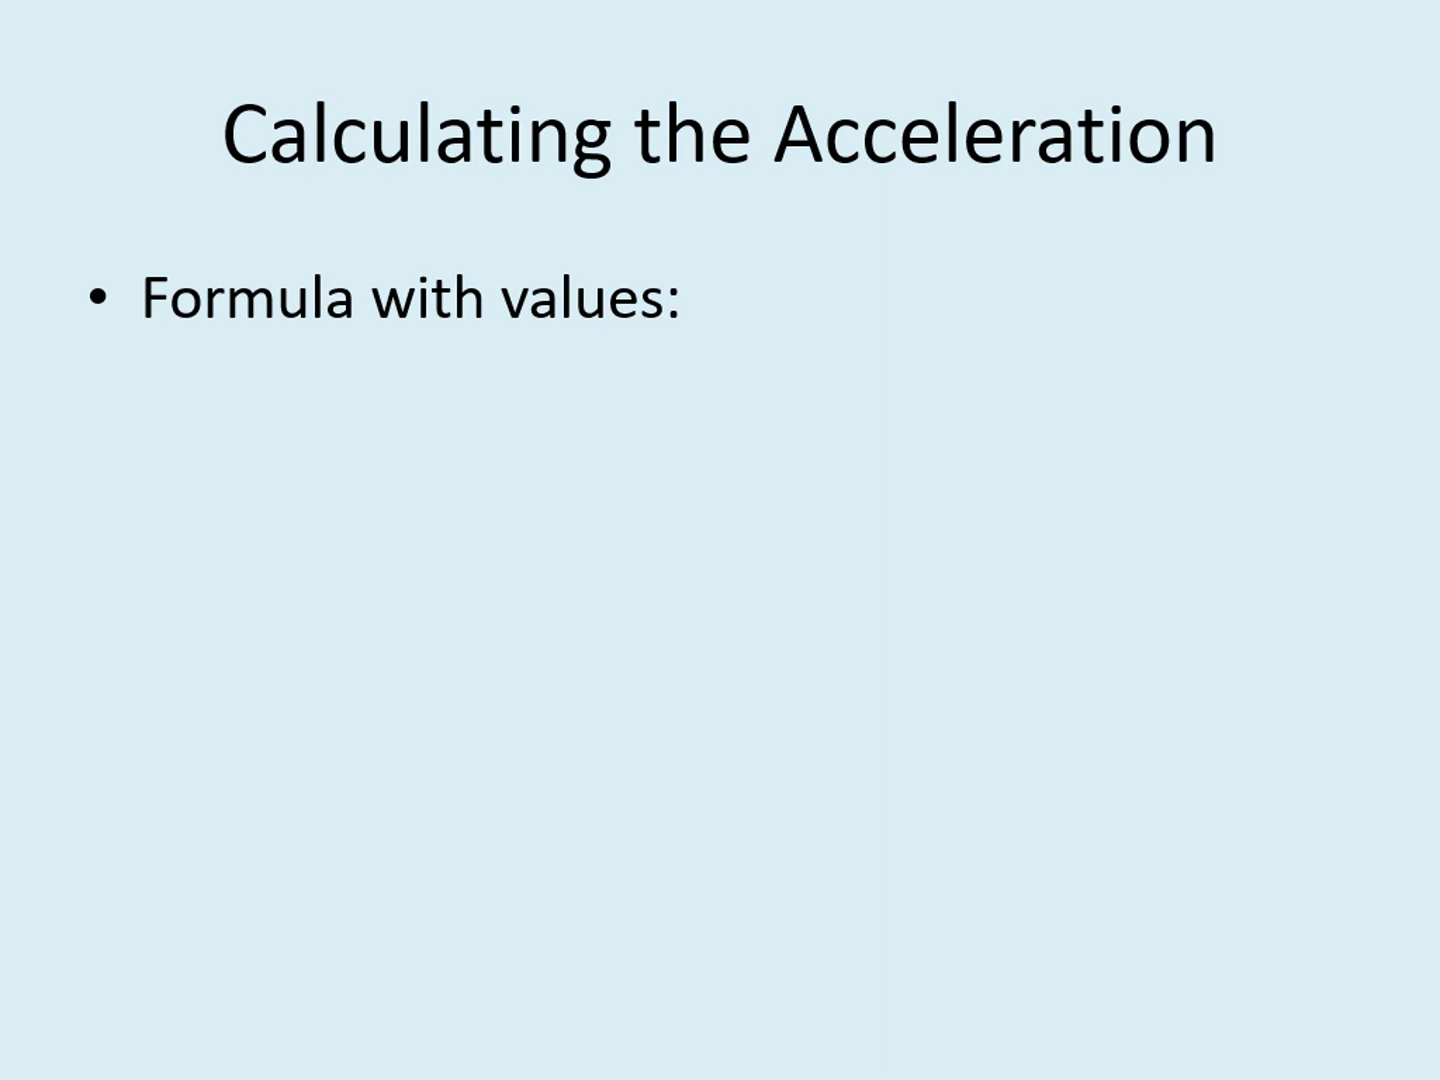 Calculating the Acceleration
• Formula with values: